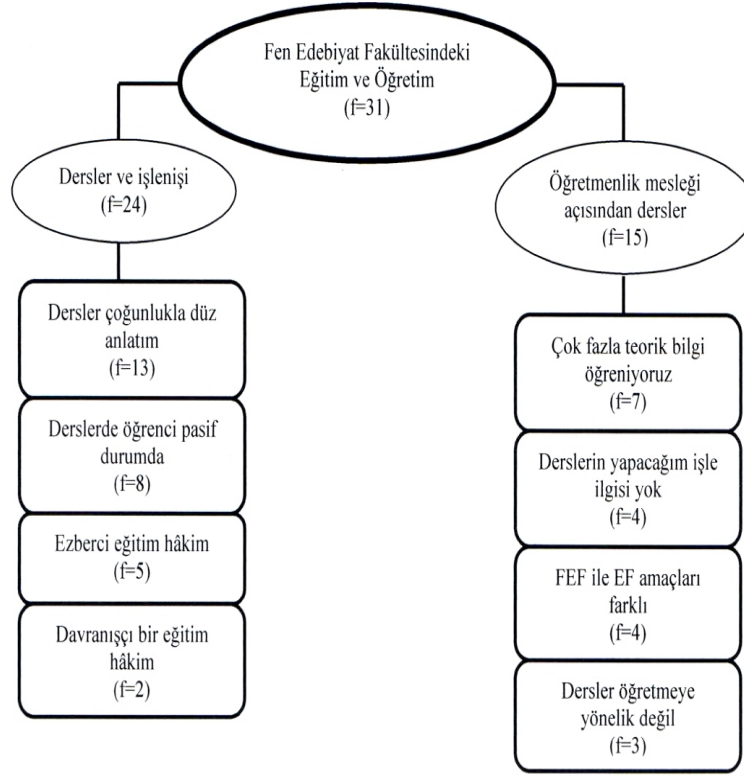 Fen Edebiyat Fakültesindeki
Eğitim ve Öğretim
(f=31)
Dersler ve işlenişi
(f=24)
Dersler çoğunlukla düz
anlatım
(f=13)
Derslerde öğrenci pasif
durumda
(f=8)
Ezberci eğitim hâkim
(f=5)
Davranışçı bir eğitim
hâkim
(f=2)
Öğretmenlik mesleği
açısından dersler
(f=15)
Çok fazla teorik bilgi
öğreniyoruz
(f=7)
Derslerin yapacağım işle
ilgisi yok
(f=4)
FEF ile EF amaçları
farklı
(f=4)
Dersler öğretmeye
yönelik değil
(f=3)